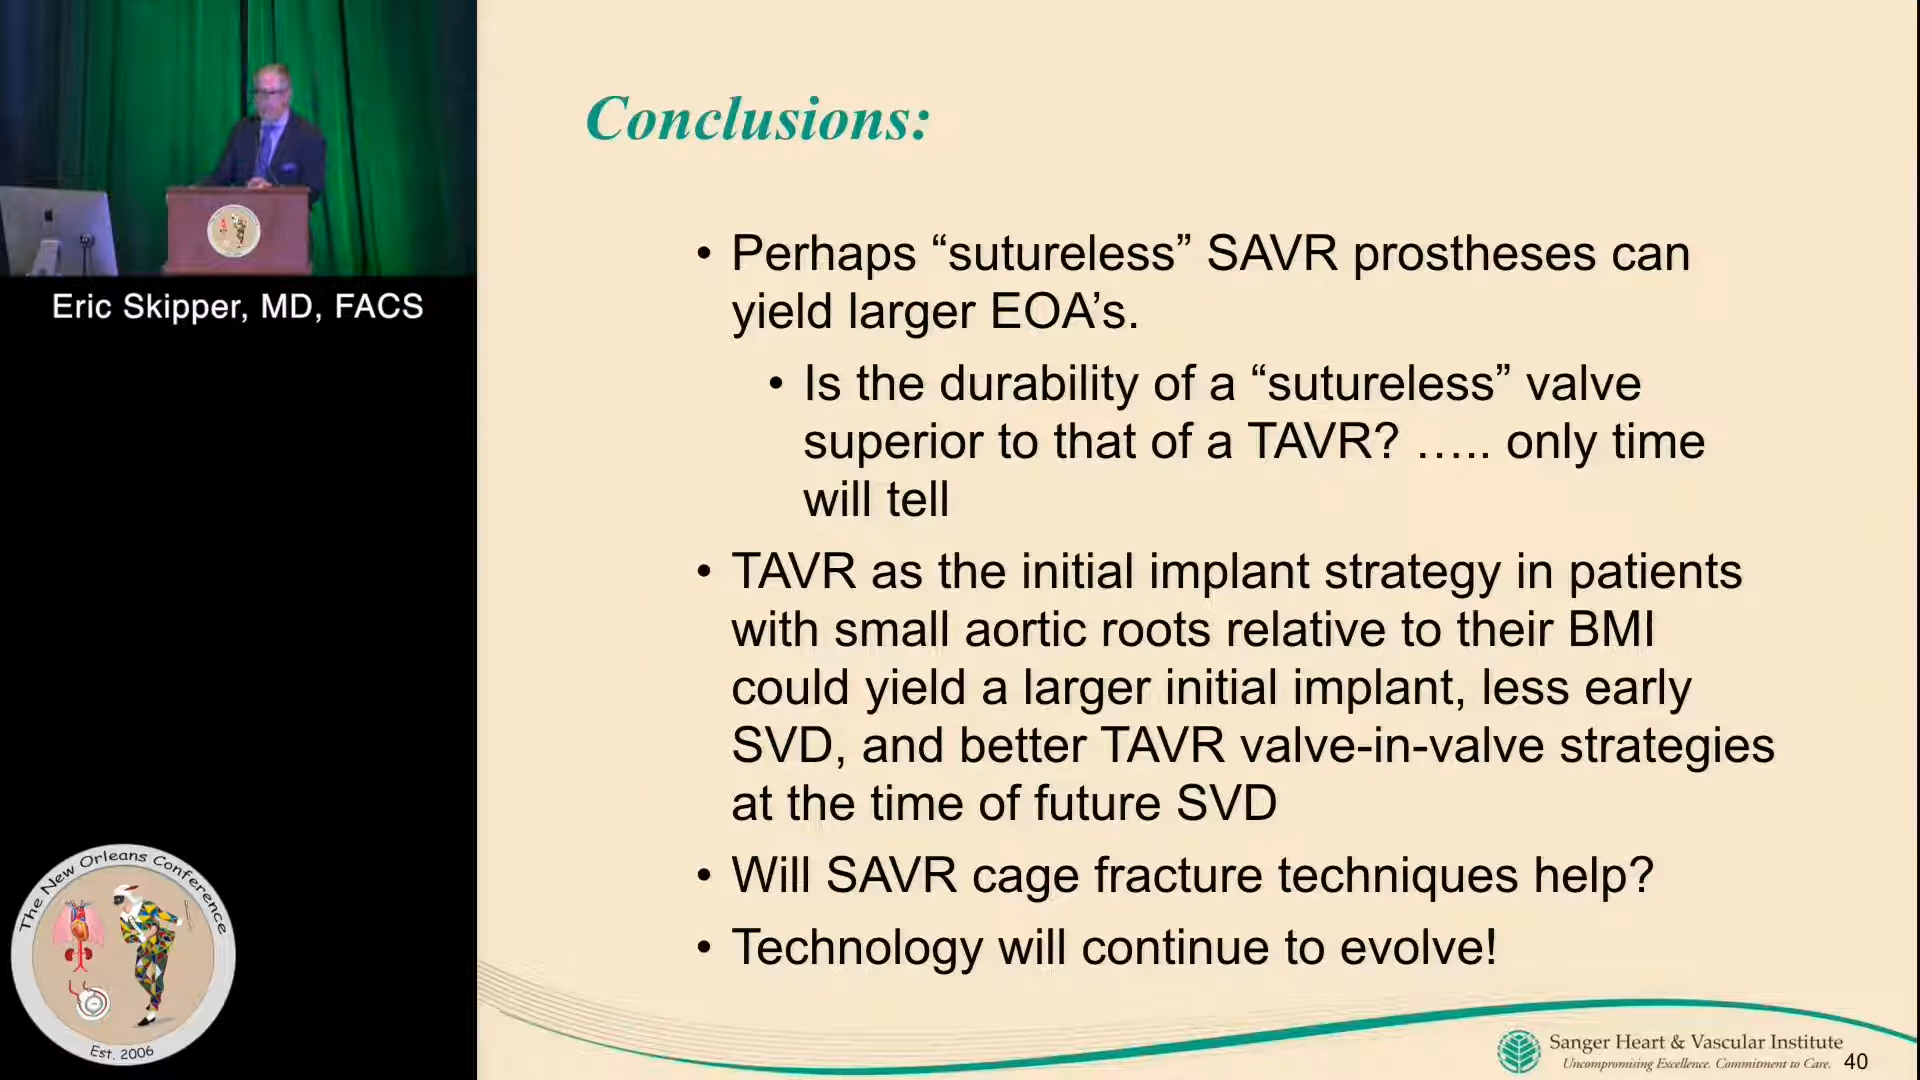 Eric Skipper, MD, FACS
The New Orleans Conference
Est. 2006
Conclusions:
• Perhaps “sutureless” SAVR prostheses can
yield larger EOA’s.
• Is the durability of a “sutureless” valve
superior to that of a TAVR? ….. only time
will tell
• TAVR as the initial implant strategy in patients
with small aortic roots relative to their BMI
could yield a larger initial implant, less early
SVD, and better TAVR valve-in-valve strategies
at the time of future SVD
• Will SAVR cage fracture techniques help?
• Technology will continue to evolve!
Sanger Heart & Vascular Institute
Uncompromising Excellence. Commitment to Care.
40